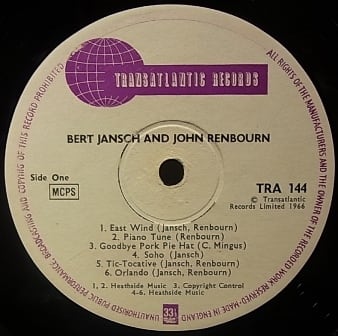 TRANSATLANTIC RECORDS
BERT JANSCH AND JOHN RENBOURN
Side One
MCPS
TRA 144
© Transatlantic
Records Limited 1966
1. East Wind (Jansch, Renbourn)
2. Piano Tune (Renbourn)
3. Goodbye Pork Pie Hat (C. Mingus)
4. Soho (Jansch)
5. Tic-Tocative (Jansch, Renbourn)
6. Orlando (Jansch, Renbourn)
1, 2. Heathside Music 3. Copyright Control
4-6. Heathside Music
33⅓
ALL RIGHTS OF THE MANUFACTURERS AND THE OWNER OF THE RECORDED WORK RESERVED - MADE IN ENGLAND
UNAUTHORISED PUBLIC PERFORMANCE, BROADCASTING AND COPYING OF THIS RECORD PROHIBITED